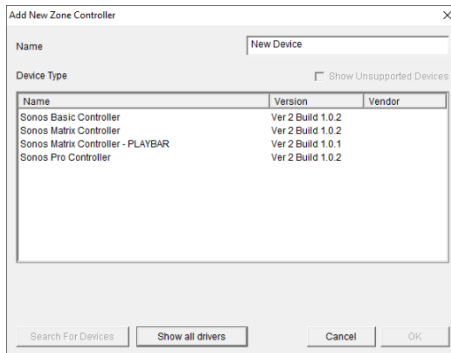 Add New Zone Controller
Name New Device
Device Type Show Unsupported Devices
Name Version Vendor
Sonos Basic Controller Ver 2 Build 1.0.2
Sonos Matrix Controller Ver 2 Build 1.0.2
Sonos Matrix Controller - PLAYBAR Ver 2 Build 1.0.1
Sonos Pro Controller Ver 2 Build 1.0.2
Search For Devices Show all drivers Cancel OK